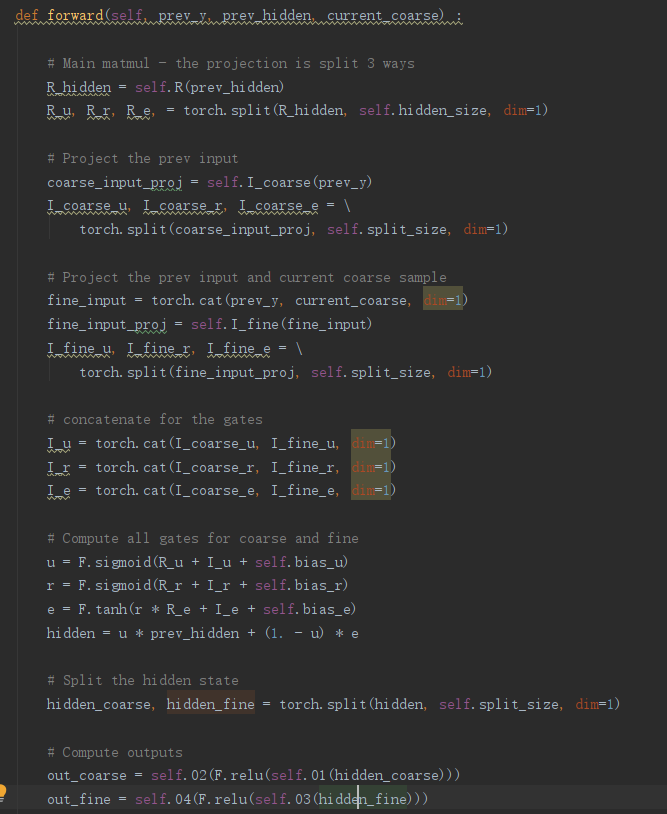 def forward(self, prev_y, prev_hidden, current_coarse) :
# Main matmul - the projection is split 3 ways
R_hidden = self.R(prev_hidden)
R_u, R_r, R_e, = torch.split(R_hidden, self.hidden_size, dim=1)
# Project the prev input
coarse_input_proj = self.I_coarse(prev_y)
I_coarse_u, I_coarse_r, I_coarse_e = \
torch.split(coarse_input_proj, self.split_size, dim=1)
# Project the prev input and current coarse sample
fine_input = torch.cat(prev_y, current_coarse, dim=1)
fine_input_proj = self.I_fine(fine_input)
I_fine_u, I_fine_r, I_fine_e = \
torch.split(fine_input_proj, self.split_size, dim=1)
# concatenate for the gates
I_u = torch.cat(I_coarse_u, I_fine_u, dim=1)
I_r = torch.cat(I_coarse_r, I_fine_r, dim=1)
I_e = torch.cat(I_coarse_e, I_fine_e, dim=1)
# Compute all gates for coarse and fine
u = F.sigmoid(R_u + I_u + self.bias_u)
r = F.sigmoid(R_r + I_r + self.bias_r)
e = F.tanh(r * R_e + I_e + self.bias_e)
hidden = u * prev_hidden + (1. - u) * e
# Split the hidden state
hidden_coarse, hidden_fine = torch.split(hidden, self.split_size, dim=1)
# Compute outputs
out_coarse = self.O2(F.relu(self.O1(hidden_coarse)))
out_fine = self.O4(F.relu(self.O3(hidden_fine)))